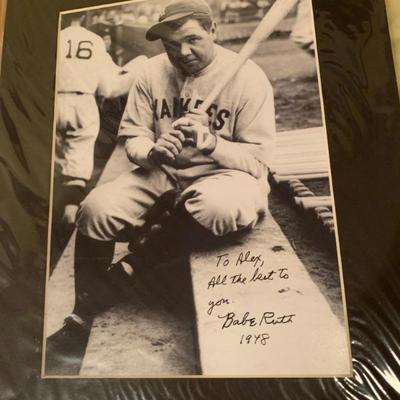 16
YANKEES
To Alex,
All the best to
you.
Babe Ruth
1948